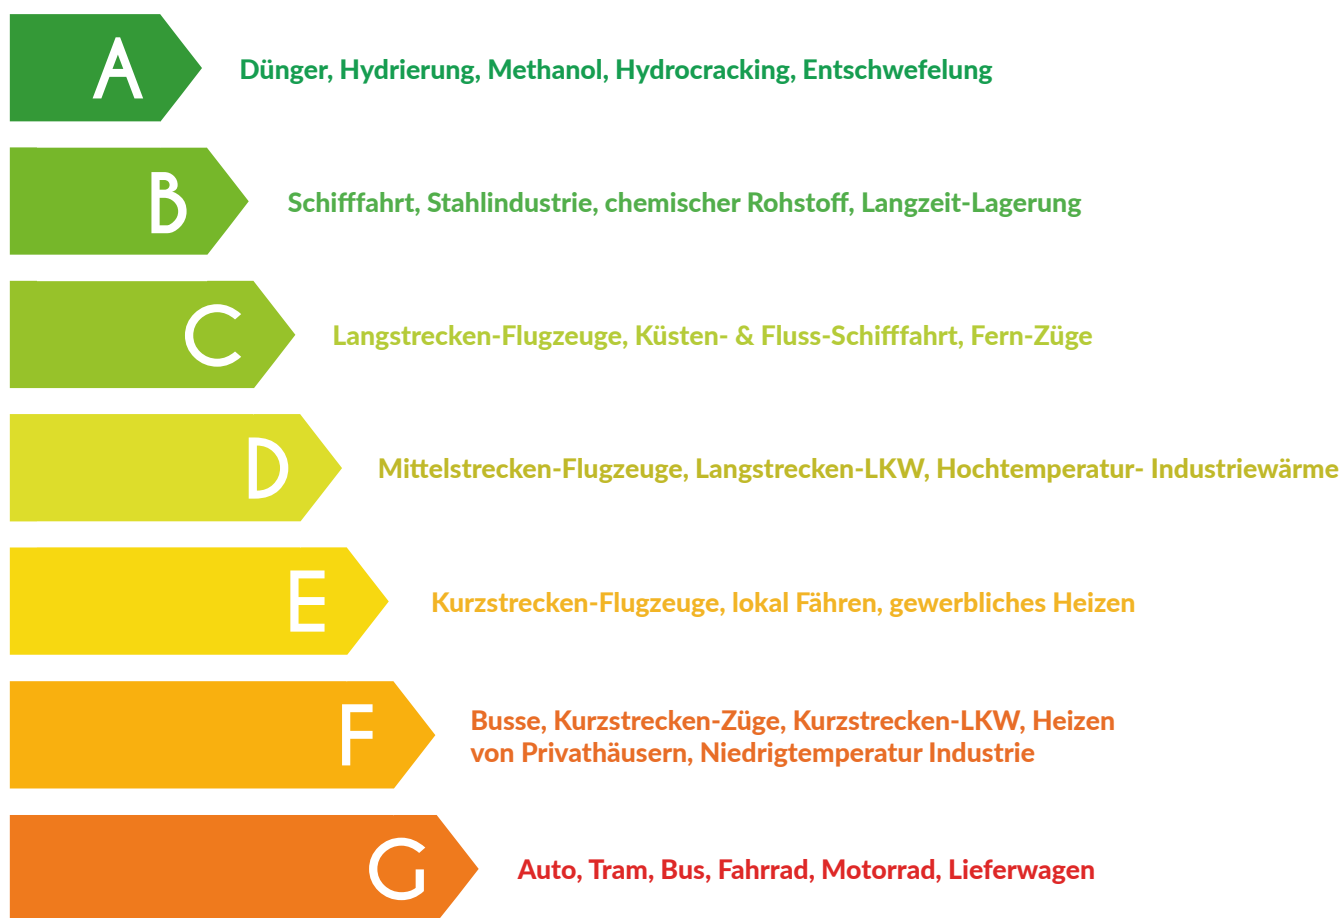 A
Dünger, Hydrierung, Methanol, Hydrocracking, Entschwefelung
B
Schifffahrt, Stahlindustrie, chemischer Rohstoff, Langzeit-Lagerung
C
Langstrecken-Flugzeuge, Küsten- & Fluss-Schifffahrt, Fern-Züge
D
Mittelstrecken-Flugzeuge, Langstrecken-LKW, Hochtemperatur- Industriewärme
E
Kurzstrecken-Flugzeuge, lokal Fähren, gewerbliches Heizen
F
Busse, Kurzstrecken-Züge, Kurzstrecken-LKW, Heizen
von Privathäusern, Niedrigtemperatur Industrie
G
Auto, Tram, Bus, Fahrrad, Motorrad, Lieferwagen